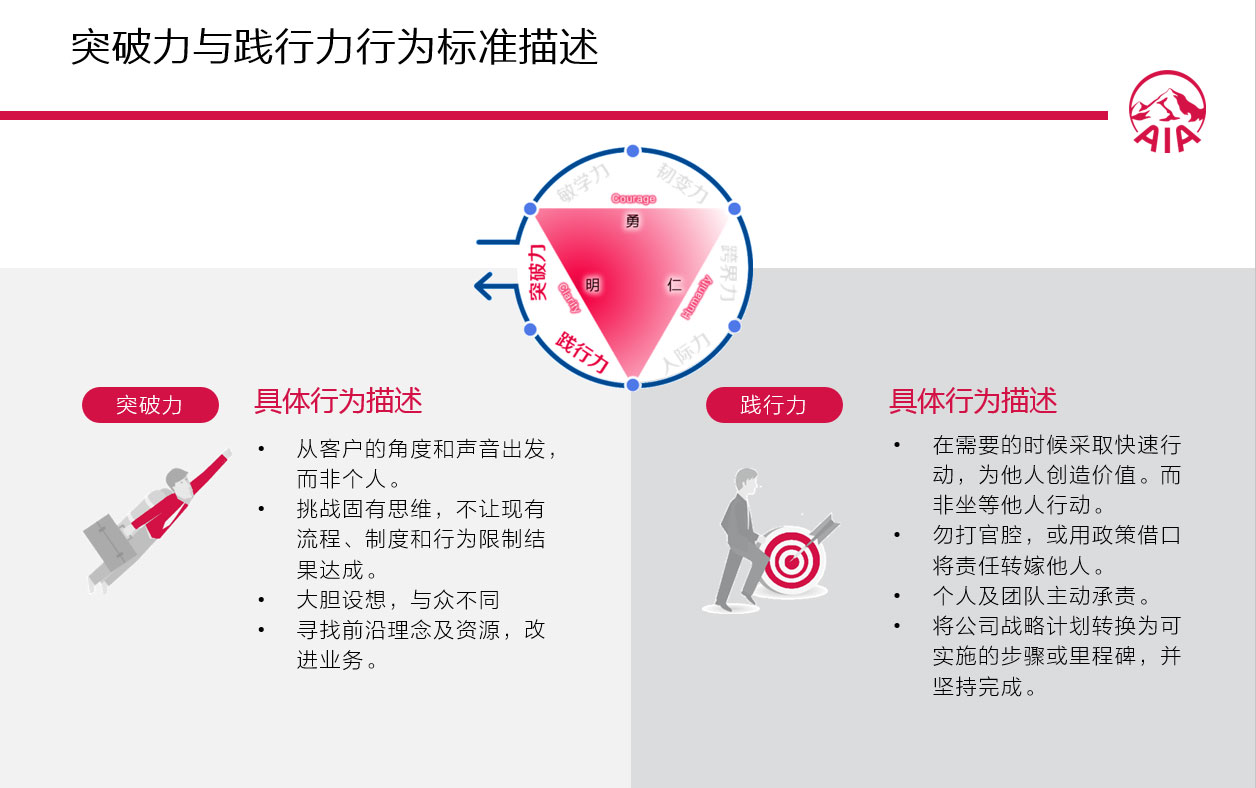 突破力与践行力行为标准描述
AIA
敏学力
韧变力
Courage
勇
突破力
跨界力
明
仁
Clarity
Humanity
践行力
人际力
突破力
具体行为描述
• 从客户的角度和声音出发，
而非个人。
• 挑战固有思维，不让现有
流程、制度和行为限制结
果达成。
• 大胆设想，与众不同
• 寻找前沿理念及资源，改
进业务。
践行力
具体行为描述
• 在需要的时候采取快速行
动，为他人创造价值。而
非坐等他人行动。
• 勿打官腔，或用政策借口
将责任转嫁他人。
• 个人及团队主动承责。
• 将公司战略计划转换为可
实施的步骤或里程碑，并
坚持完成。